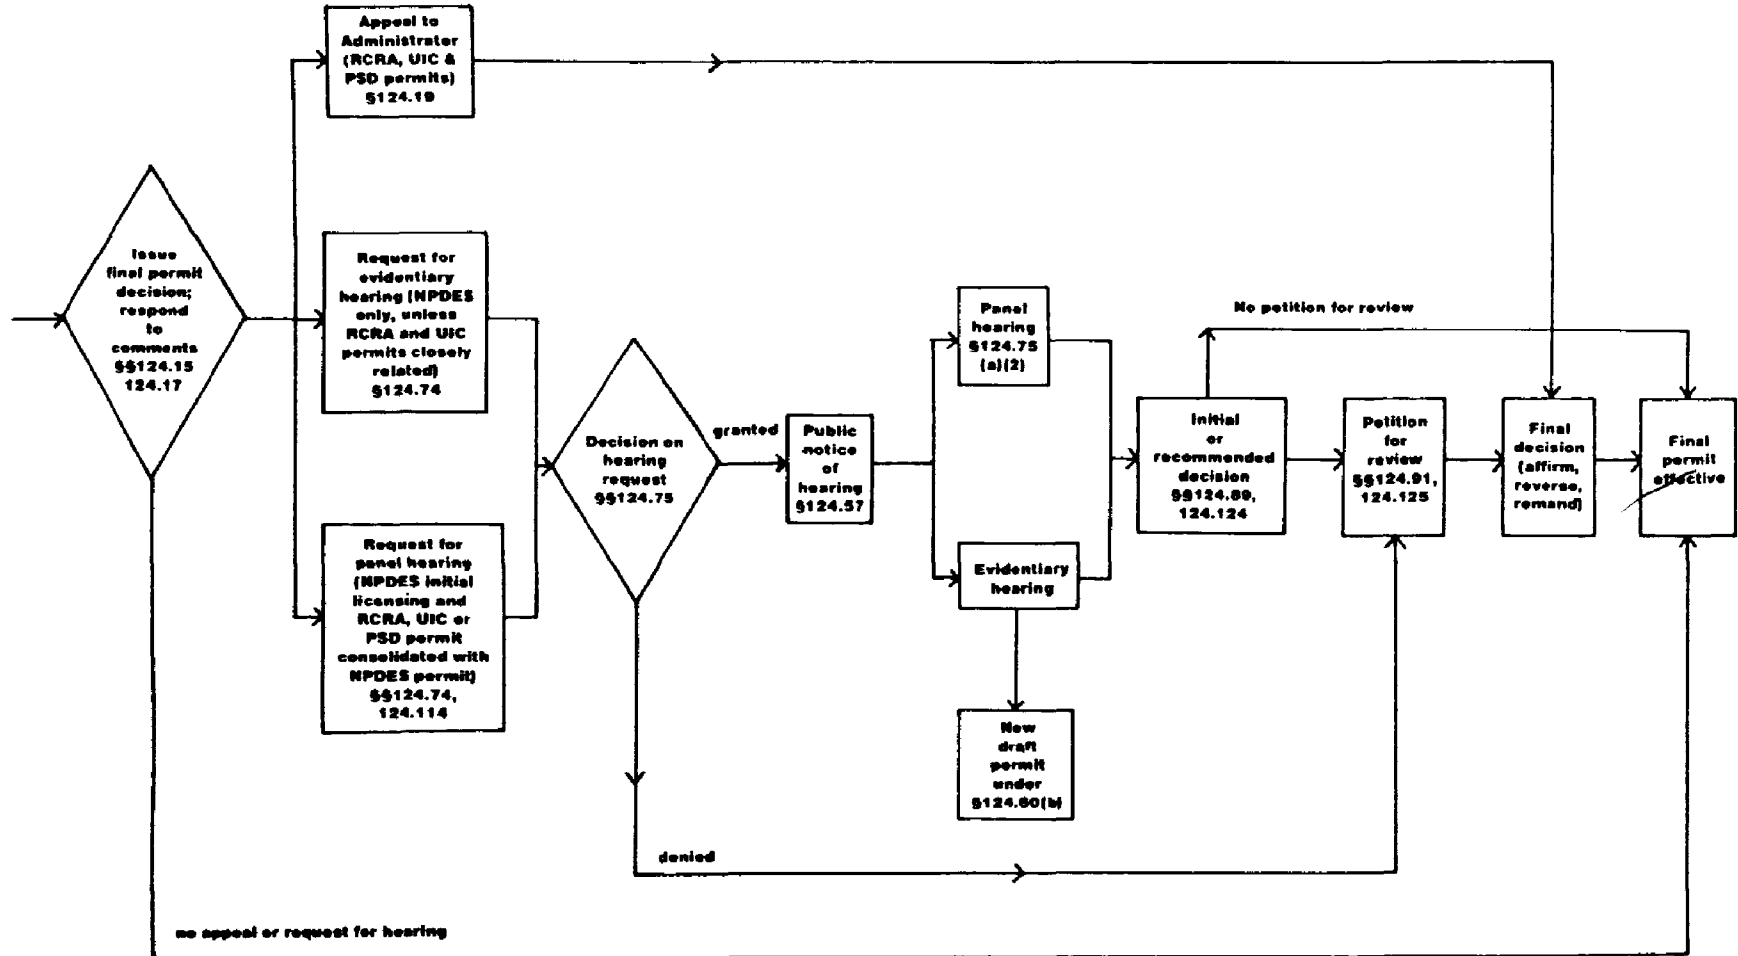 Appeal to
Administrator
(RCRA, UIC &
PSD permits)
§124.19
Issue
final permit
decision;
respond
to
comments
§§124.15
124.17
Request for
evidentiary
hearing (NPDES
only, unless
RCRA and UIC
permits closely
related)
§124.74
Request for
panel hearing
(NPDES initial
licensing and
RCRA, UIC or
PSD permit
consolidated with
NPDES permit)
§§124.74,
124.114
Decision on
hearing
request
§§124.75
granted
denied
Public
notice
of
hearing
§124.57
Panel
hearing
§124.75
(a)(2)
Evidentiary
hearing
New
draft
permit
under
§124.60(b)
Initial
or
recommended
decision
§§124.89,
124.124
No petition for review
Petition
for
review
§§124.91,
124.125
Final
decision
(affirm,
reverse,
remand)
Final
permit
effective
no appeal or request for hearing